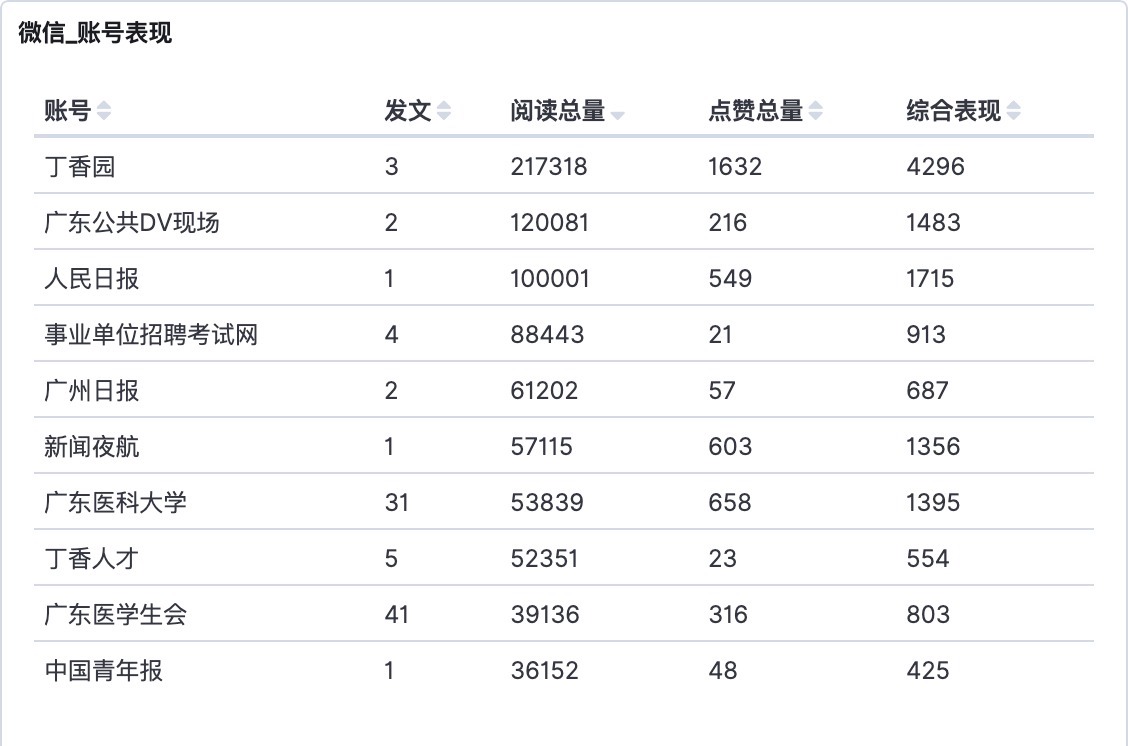 微信_账号表现
账号 发文 阅读总量 点赞总量 综合表现
丁香园 3 217318 1632 4296
广东公共DV现场 2 120081 216 1483
人民日报 1 100001 549 1715
事业单位招聘考试网 4 88443 21 913
广州日报 2 61202 57 687
新闻夜航 1 57115 603 1356
广东医科大学 31 53839 658 1395
丁香人才 5 52351 23 554
广东医学生会 41 39136 316 803
中国青年报 1 36152 48 425